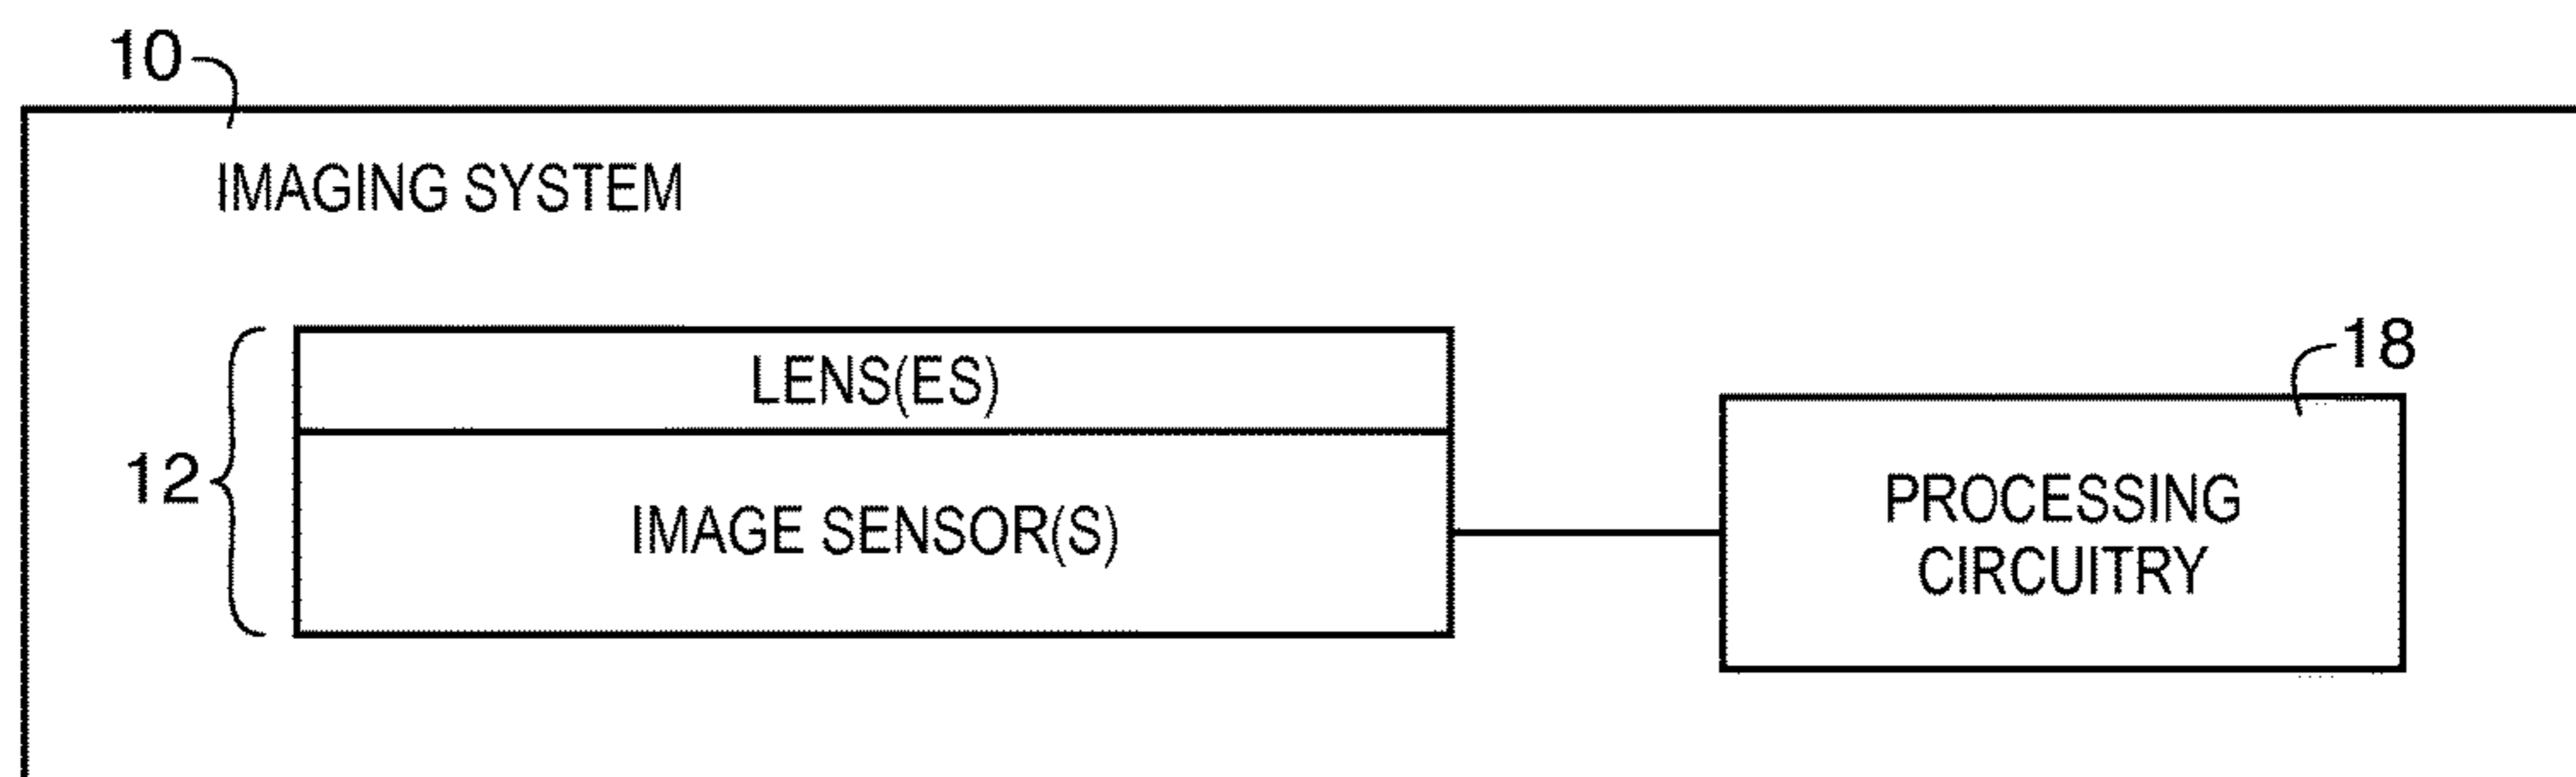 10
IMAGING SYSTEM
LENS(ES)
18
12
IMAGE SENSOR(S)
PROCESSING
CIRCUITRY